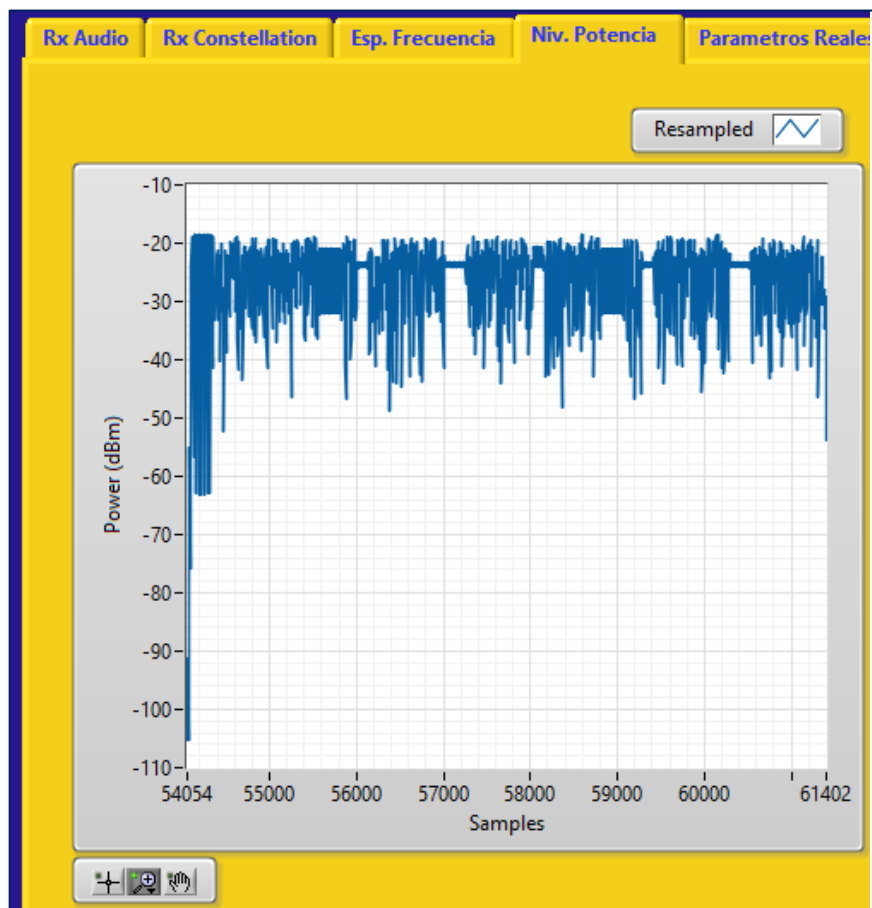 Rx Audio
Rx Constellation
Esp. Frecuencia
Niv. Potencia
Parametros Reales
Resampled
Power (dBm)
-10
-20
-30
-40
-50
-60
-70
-80
-90
-100
-110
54054
55000
56000
57000
58000
59000
60000
61402
Samples